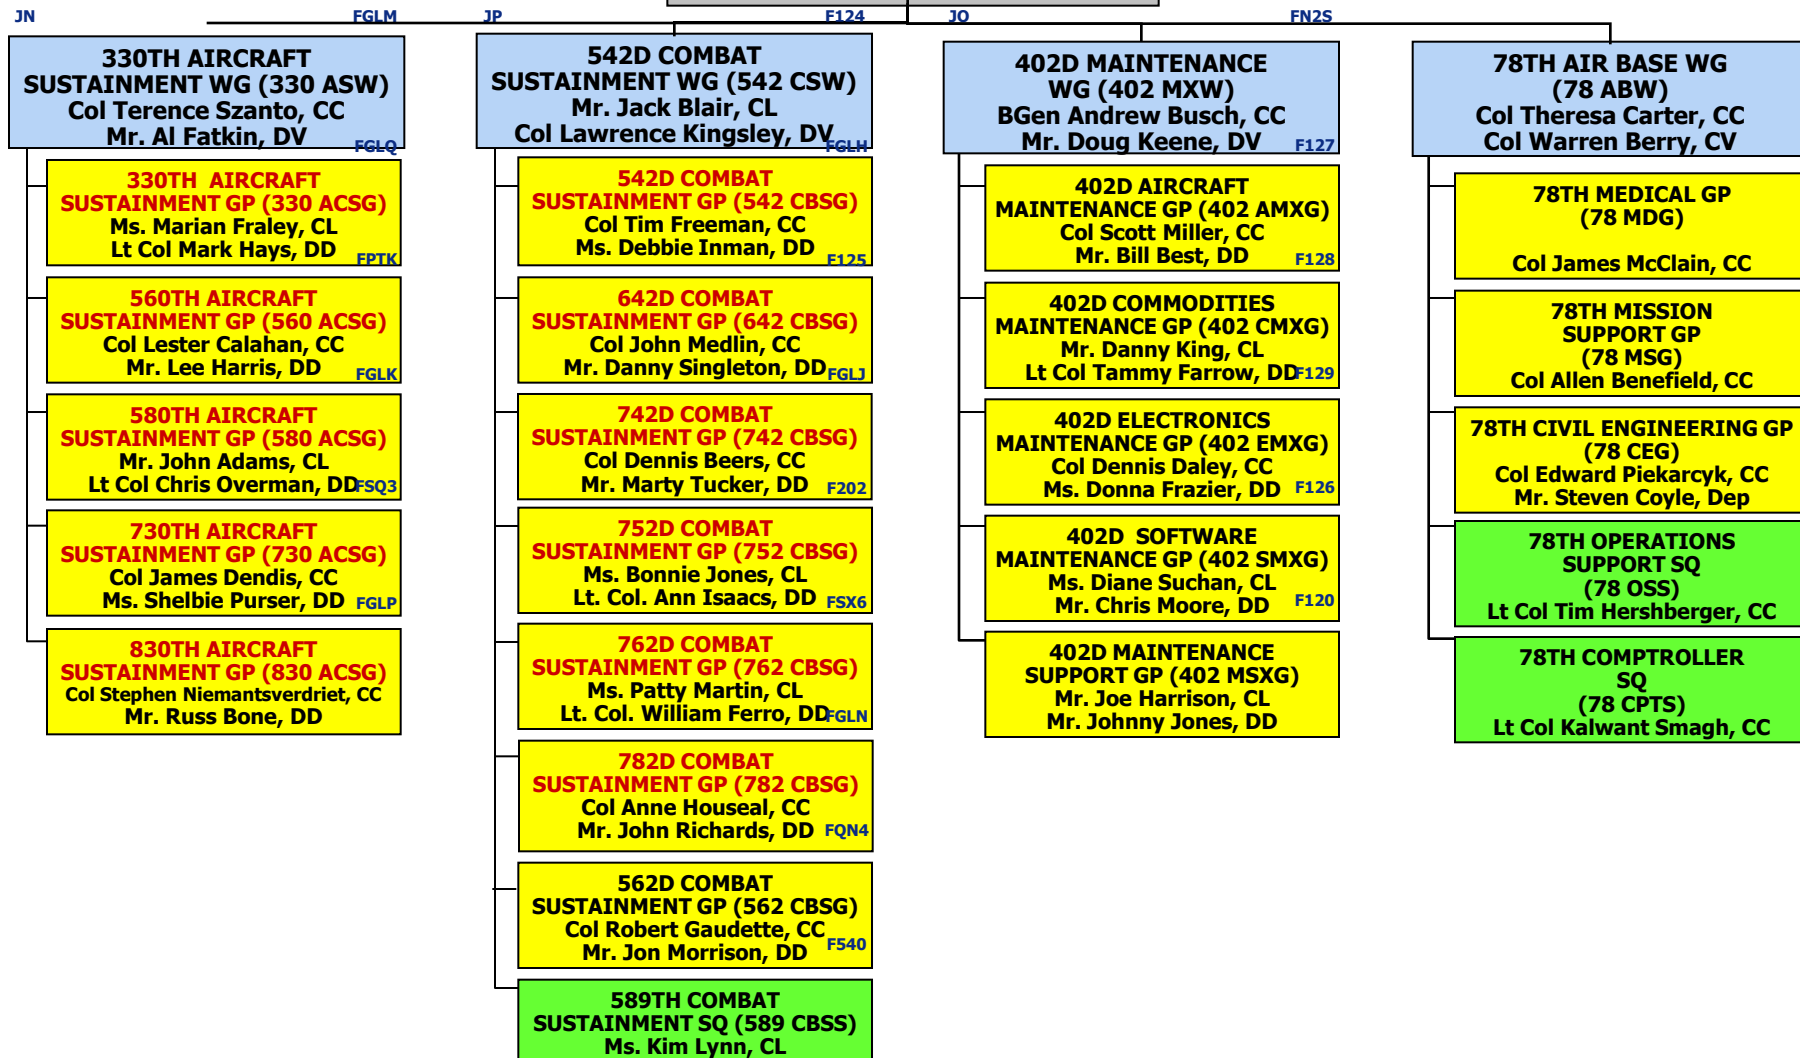 JN
FGLM
JP
F124
JO
FN2S
330TH AIRCRAFT
SUSTAINMENT WG (330 ASW)
Col Terence Szanto, CC
Mr. Al Fatkin, DV
FGLQ
330TH AIRCRAFT
SUSTAINMENT GP (330 ACSG)
Ms. Marian Fraley, CL
Lt Col Mark Hays, DD
FPTK
560TH AIRCRAFT
SUSTAINMENT GP (560 ACSG)
Col Lester Calahan, CC
Mr. Lee Harris, DD
FGLK
580TH AIRCRAFT
SUSTAINMENT GP (580 ACSG)
Mr. John Adams, CL
Lt Col Chris Overman, DD
FSQ3
730TH AIRCRAFT
SUSTAINMENT GP (730 ACSG)
Col James Dendis, CC
Ms. Shelbie Purser, DD
FGLP
830TH AIRCRAFT
SUSTAINMENT GP (830 ACSG)
Col Stephen Niemantsverdriet, CC
Mr. Russ Bone, DD
542D COMBAT
SUSTAINMENT WG (542 CSW)
Mr. Jack Blair, CL
Col Lawrence Kingsley, DV
FGLH
542D COMBAT
SUSTAINMENT GP (542 CBSG)
Col Tim Freeman, CC
Ms. Debbie Inman, DD
F125
642D COMBAT
SUSTAINMENT GP (642 CBSG)
Col John Medlin, CC
Mr. Danny Singleton, DD
FGLJ
742D COMBAT
SUSTAINMENT GP (742 CBSG)
Col Dennis Beers, CC
Mr. Marty Tucker, DD
F202
752D COMBAT
SUSTAINMENT GP (752 CBSG)
Ms. Bonnie Jones, CL
Lt. Col. Ann Isaacs, DD
FSX6
762D COMBAT
SUSTAINMENT GP (762 CBSG)
Ms. Patty Martin, CL
Lt. Col. William Ferro, DD
FGLN
782D COMBAT
SUSTAINMENT GP (782 CBSG)
Col Anne Houseal, CC
Mr. John Richards, DD
FQN4
562D COMBAT
SUSTAINMENT GP (562 CBSG)
Col Robert Gaudette, CC
Mr. Jon Morrison, DD
F540
589TH COMBAT
SUSTAINMENT SQ (589 CBSS)
Ms. Kim Lynn, CL
402D MAINTENANCE
WG (402 MXW)
BGen Andrew Busch, CC
Mr. Doug Keene, DV
F127
402D AIRCRAFT
MAINTENANCE GP (402 AMXG)
Col Scott Miller, CC
Mr. Bill Best, DD
F128
402D COMMODITIES
MAINTENANCE GP (402 CMXG)
Mr. Danny King, CL
Lt Col Tammy Farrow, DD
F129
402D ELECTRONICS
MAINTENANCE GP (402 EMXG)
Col Dennis Daley, CC
Ms. Donna Frazier, DD
F126
402D SOFTWARE
MAINTENANCE GP (402 SMXG)
Ms. Diane Suchan, CL
Mr. Chris Moore, DD
F120
402D MAINTENANCE
SUPPORT GP (402 MSXG)
Mr. Joe Harrison, CL
Mr. Johnny Jones, DD
78TH AIR BASE WG
(78 ABW)
Col Theresa Carter, CC
Col Warren Berry, CV
78TH MEDICAL GP
(78 MDG)
Col James McClain, CC
78TH MISSION
SUPPORT GP
(78 MSG)
Col Allen Benefield, CC
78TH CIVIL ENGINEERING GP
(78 CEG)
Col Edward Piekarcyk, CC
Mr. Steven Coyle, Dep
78TH OPERATIONS
SUPPORT SQ
(78 OSS)
Lt Col Tim Hershberger, CC
78TH COMPTROLLER
SQ
(78 CPTS)
Lt Col Kalwant Smagh, CC